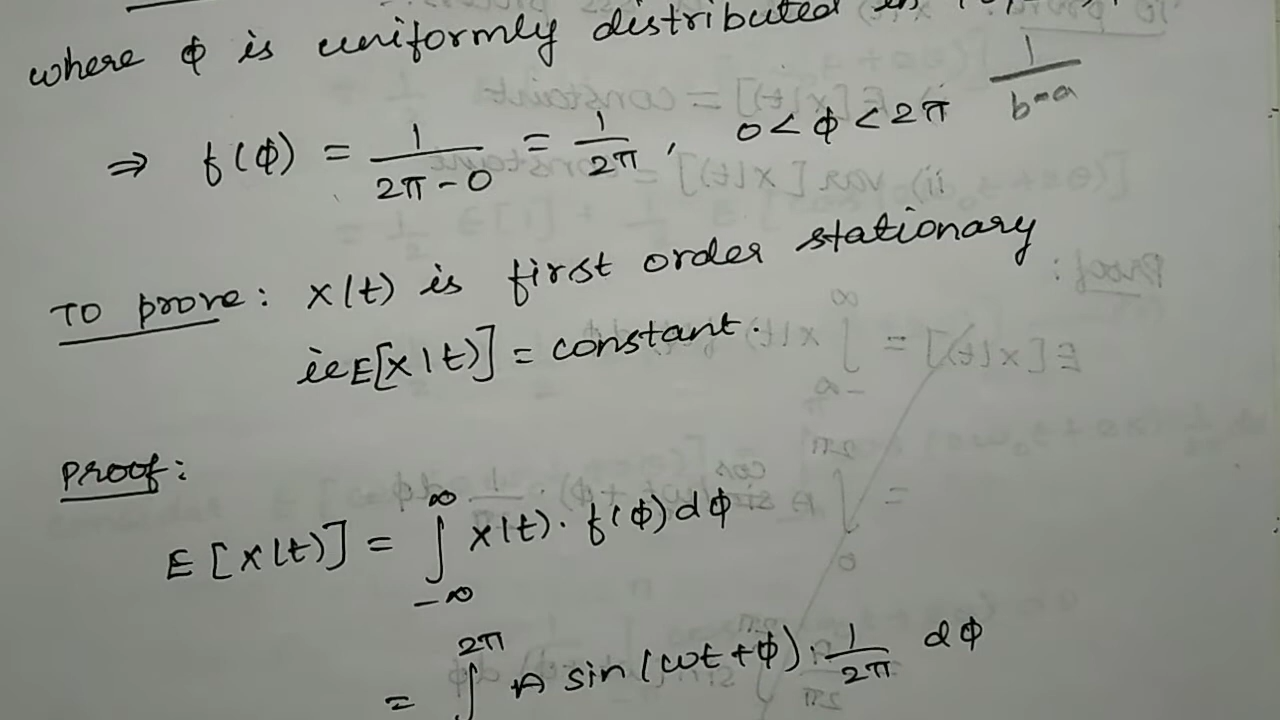 where φ is uniformly distributed in
1/(b-a)
⇒ f(φ) = 1/(2π-0) = 1/2π, 0<φ<2π
To prove: X(t) is first order stationary
ie E[X(t)] = constant.
Proof:
E[X(t)] = ∫_{-∞}^{∞} X(t). f(φ)dφ
= ∫^{2π} A sin(ωt+φ). 1/2π dφ